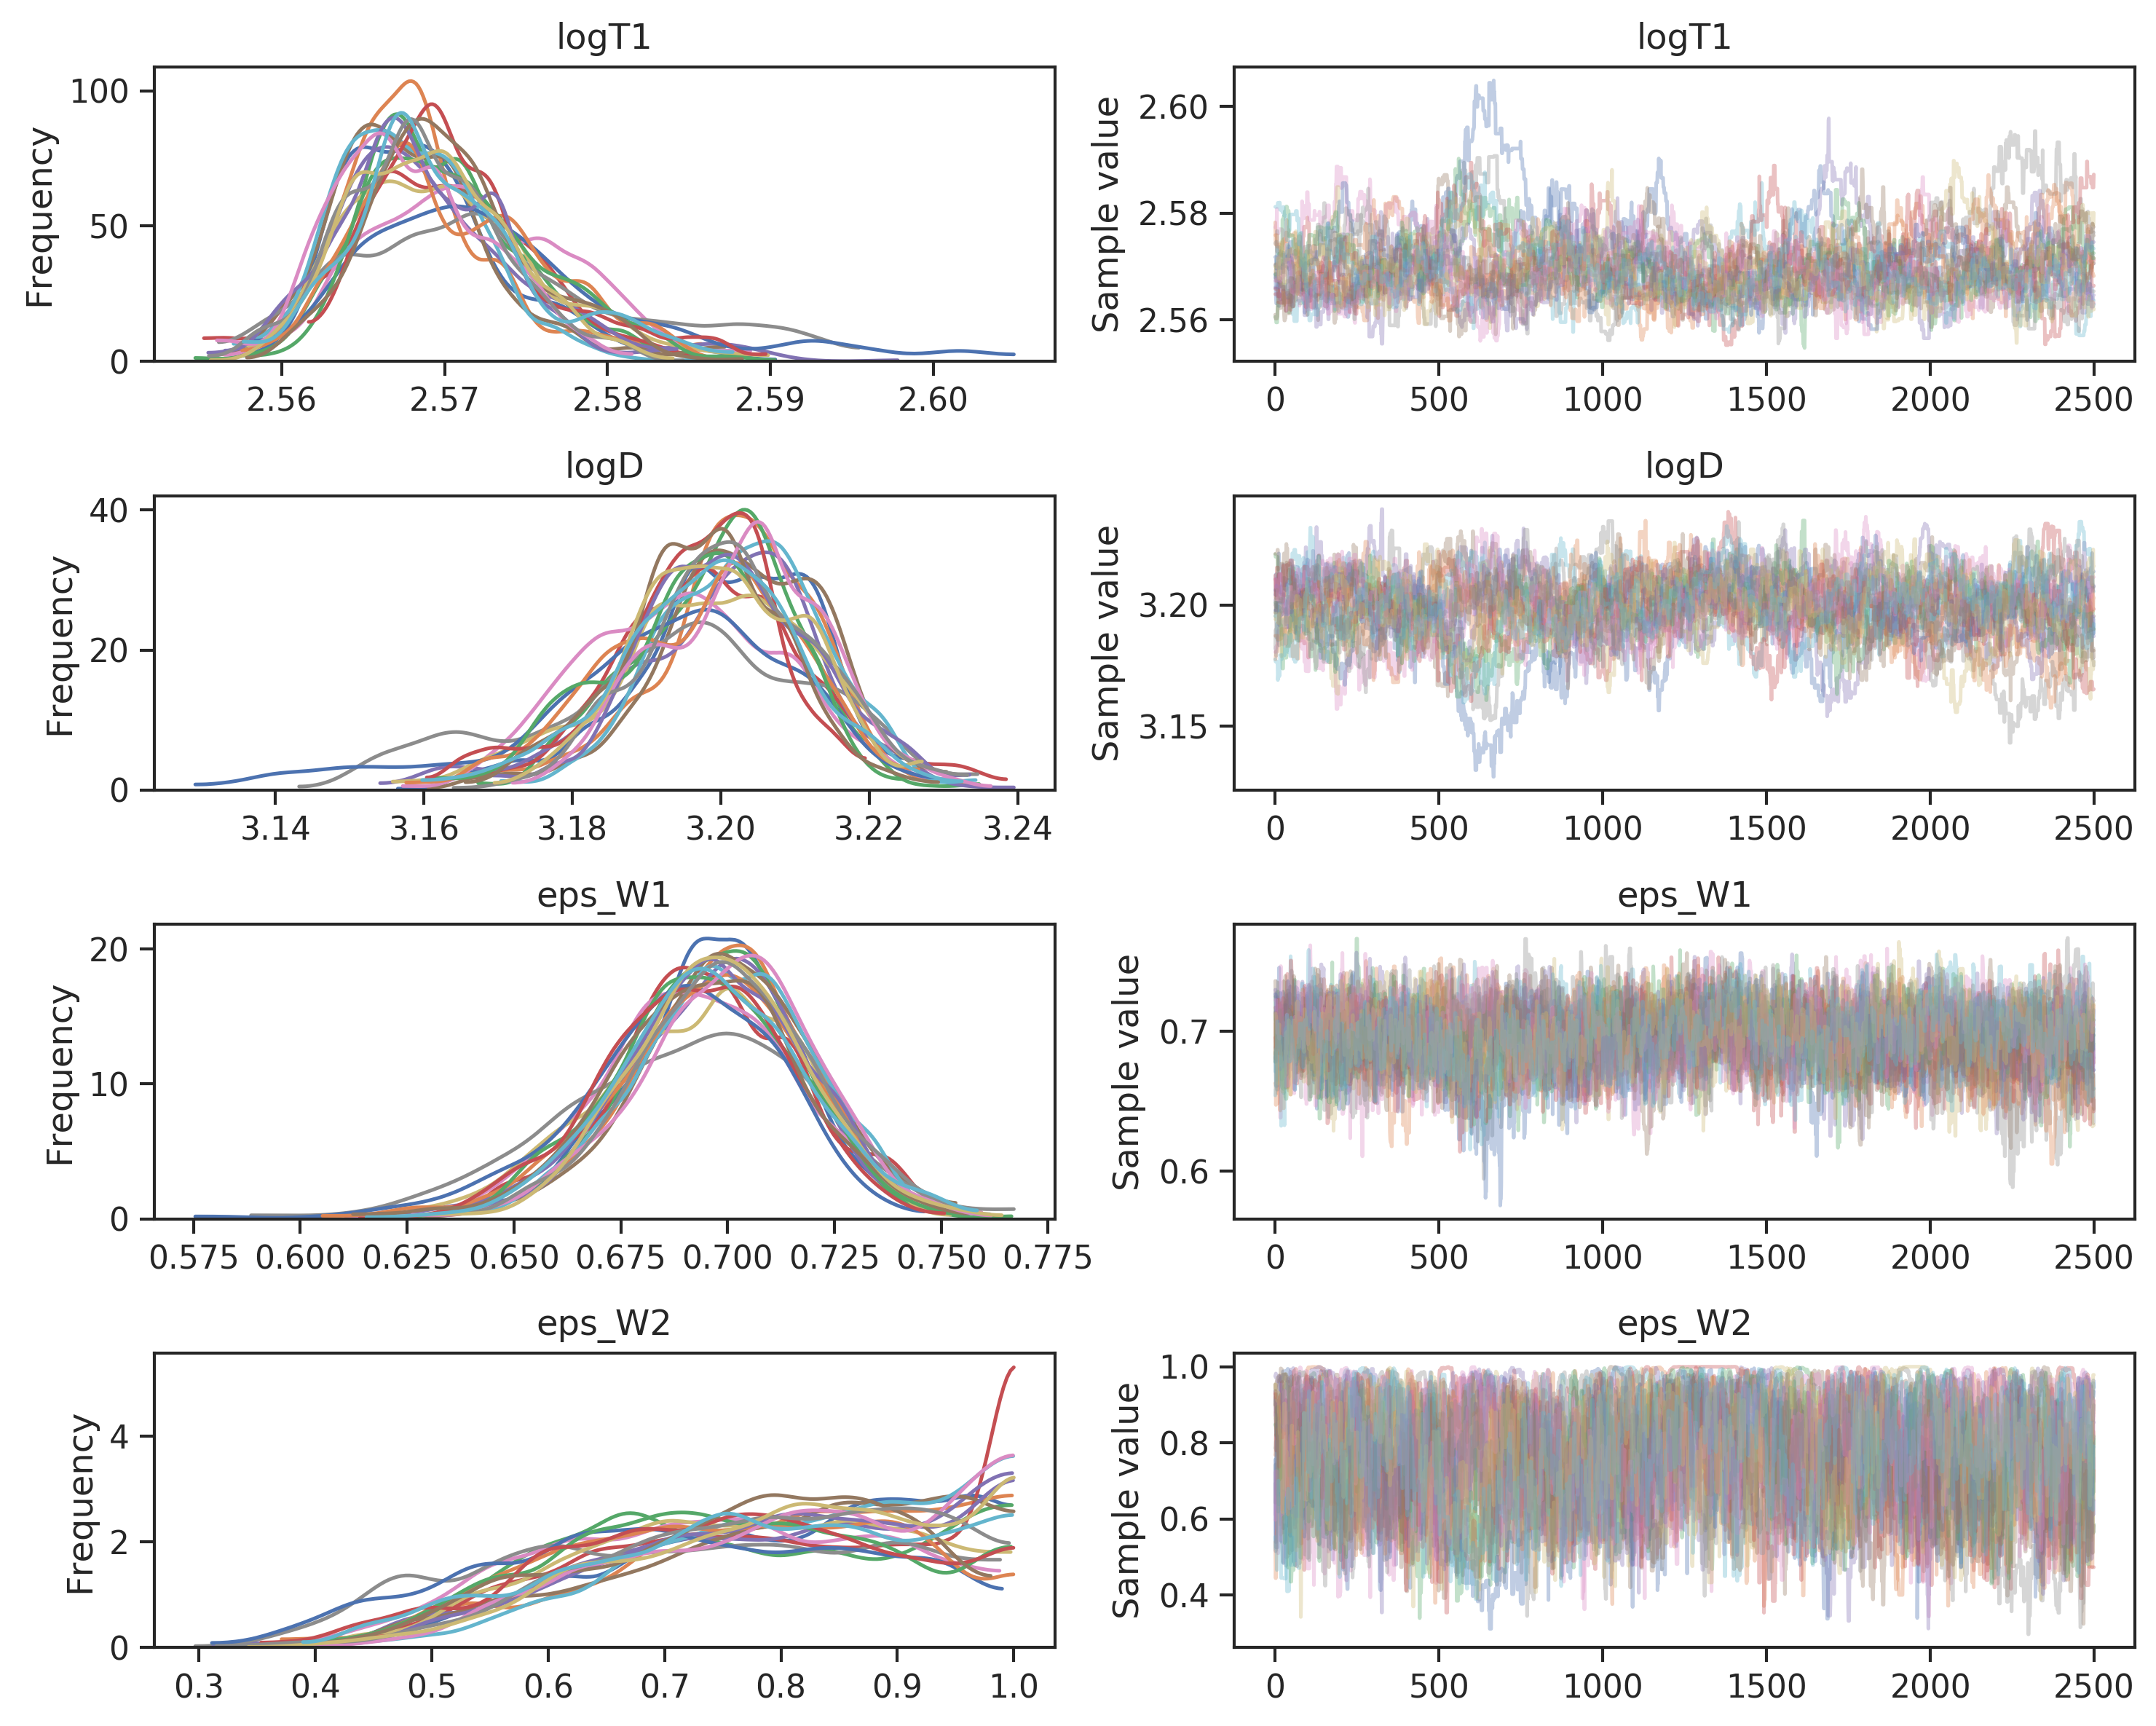 logT1
logT1
Frequency
100
50
0
2.56 2.57 2.58 2.59 2.60
Sample value
2.60
2.58
2.56
0 500 1000 1500 2000 2500
logD
logD
Frequency
40
20
0
3.14 3.16 3.18 3.20 3.22 3.24
Sample value
3.20
3.15
0 500 1000 1500 2000 2500
eps_W1
eps_W1
Frequency
20
10
0
0.575 0.600 0.625 0.650 0.675 0.700 0.725 0.750 0.775
Sample value
0.7
0.6
0 500 1000 1500 2000 2500
eps_W2
eps_W2
Frequency
4
2
0
0.3 0.4 0.5 0.6 0.7 0.8 0.9 1.0
Sample value
1.0
0.8
0.6
0.4
0 500 1000 1500 2000 2500